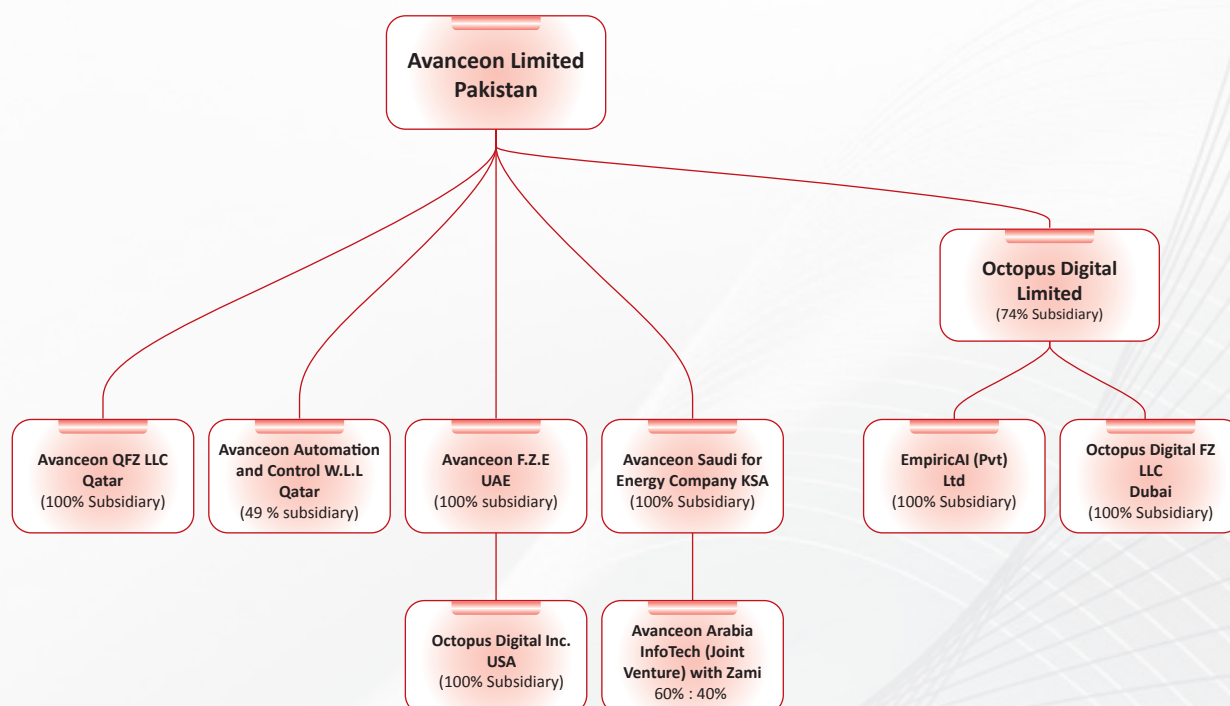 Avanceon Limited
Pakistan
Octopus Digital
Limited
(74% Subsidiary)
Avanceon QFZ LLC
Qatar
(100% Subsidiary)
Avanceon Automation
and Control W.L.L
Qatar
(49 % subsidiary)
Avanceon F.Z.E
UAE
(100% subsidiary)
Avanceon Saudi for
Energy Company KSA
(100% Subsidiary)
EmpiricAI (Pvt)
Ltd
(100% Subsidiary)
Octopus Digital FZ
LLC
Dubai
(100% Subsidiary)
Octopus Digital Inc.
USA
(100% Subsidiary)
Avanceon Arabia
InfoTech (Joint
Venture) with Zami
60% : 40%